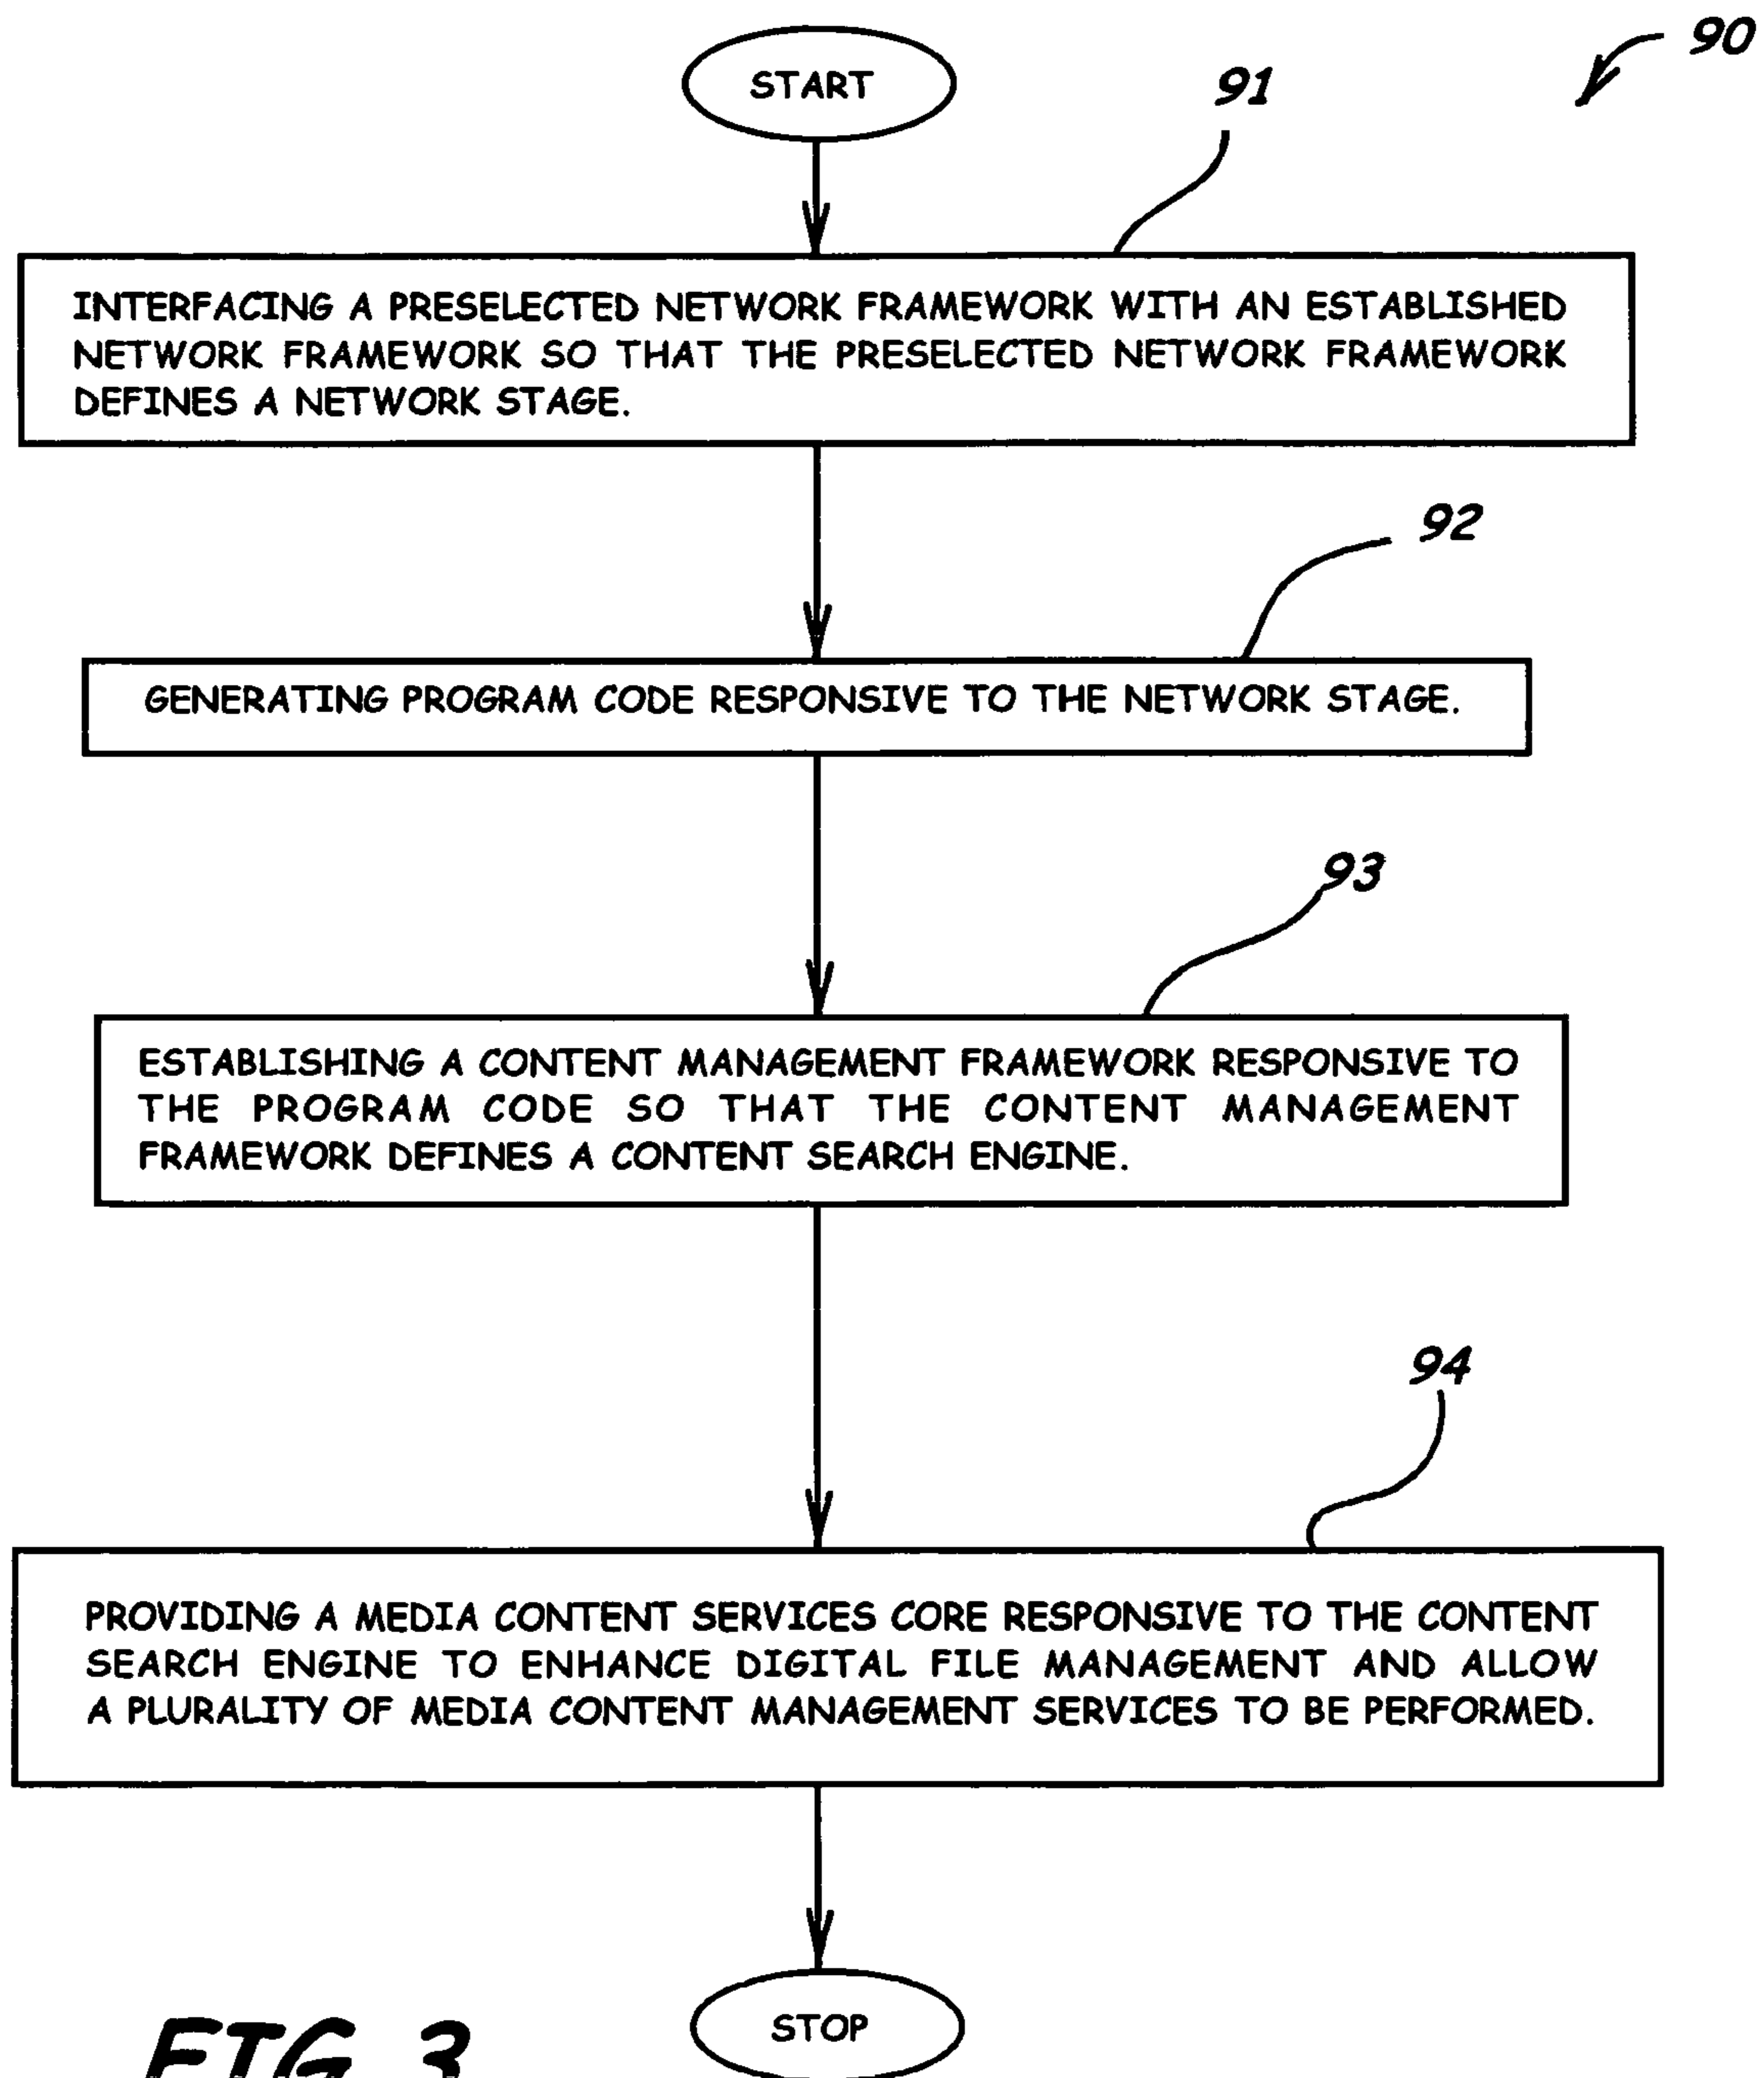 90
START
91
INTERFACING A PRESELECTED NETWORK FRAMEWORK WITH AN ESTABLISHED
NETWORK FRAMEWORK SO THAT THE PRESELECTED NETWORK FRAMEWORK
DEFINES A NETWORK STAGE.
92
GENERATING PROGRAM CODE RESPONSIVE TO THE NETWORK STAGE.
93
ESTABLISHING A CONTENT MANAGEMENT FRAMEWORK RESPONSIVE TO
THE PROGRAM CODE SO THAT THE CONTENT MANAGEMENT
FRAMEWORK DEFINES A CONTENT SEARCH ENGINE.
94
PROVIDING A MEDIA CONTENT SERVICES CORE RESPONSIVE TO THE CONTENT
SEARCH ENGINE TO ENHANCE DIGITAL FILE MANAGEMENT AND ALLOW
A PLURALITY OF MEDIA CONTENT MANAGEMENT SERVICES TO BE PERFORMED.
STOP
FIG. 3